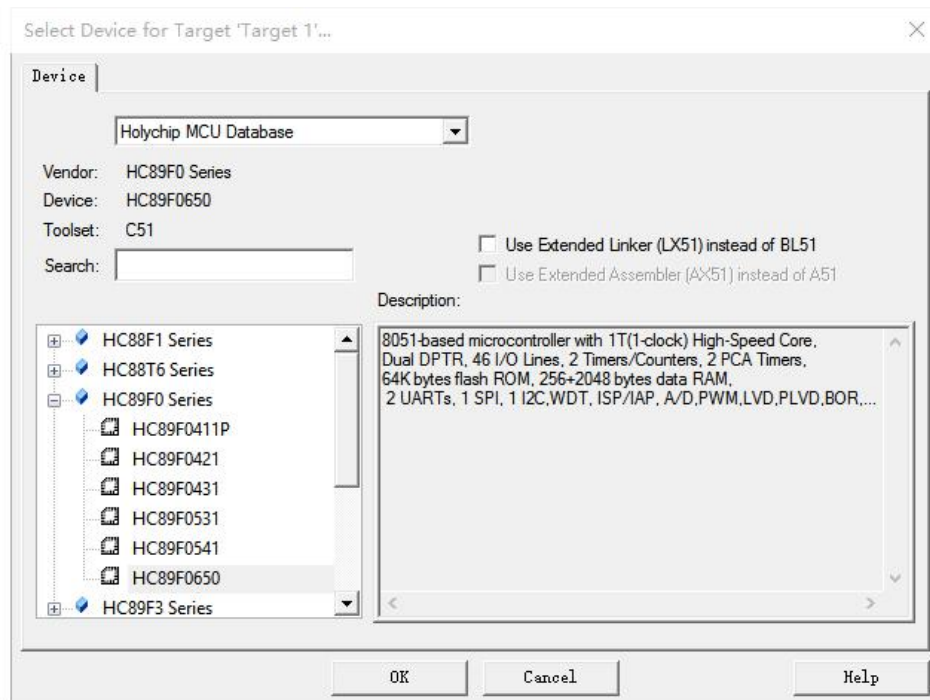 Select Device for Target 'Target 1'...
Device
Holychip MCU Database
Vendor: HC89F0 Series
Device: HC89F0650
Toolset: C51
Search:
Use Extended Linker (LX51) instead of BL51
Use Extended Assembler (AX51) instead of A51
Description:
HC88F1 Series
HC88T6 Series
HC89F0 Series
HC89F0411P
HC89F0421
HC89F0431
HC89F0531
HC89F0541
HC89F0650
HC89F3 Series
8051-based microcontroller with 1T(1-clock) High-Speed Core,
Dual DPTR, 46 I/O Lines, 2 Timers/Counters, 2 PCA Timers,
64K bytes flash ROM, 256+2048 bytes data RAM,
2 UARTs, 1 SPI, 1 I2C,WDT, ISP/IAP, A/D,PWM,LVD,PLVD,BOR,...
OK
Cancel
Help